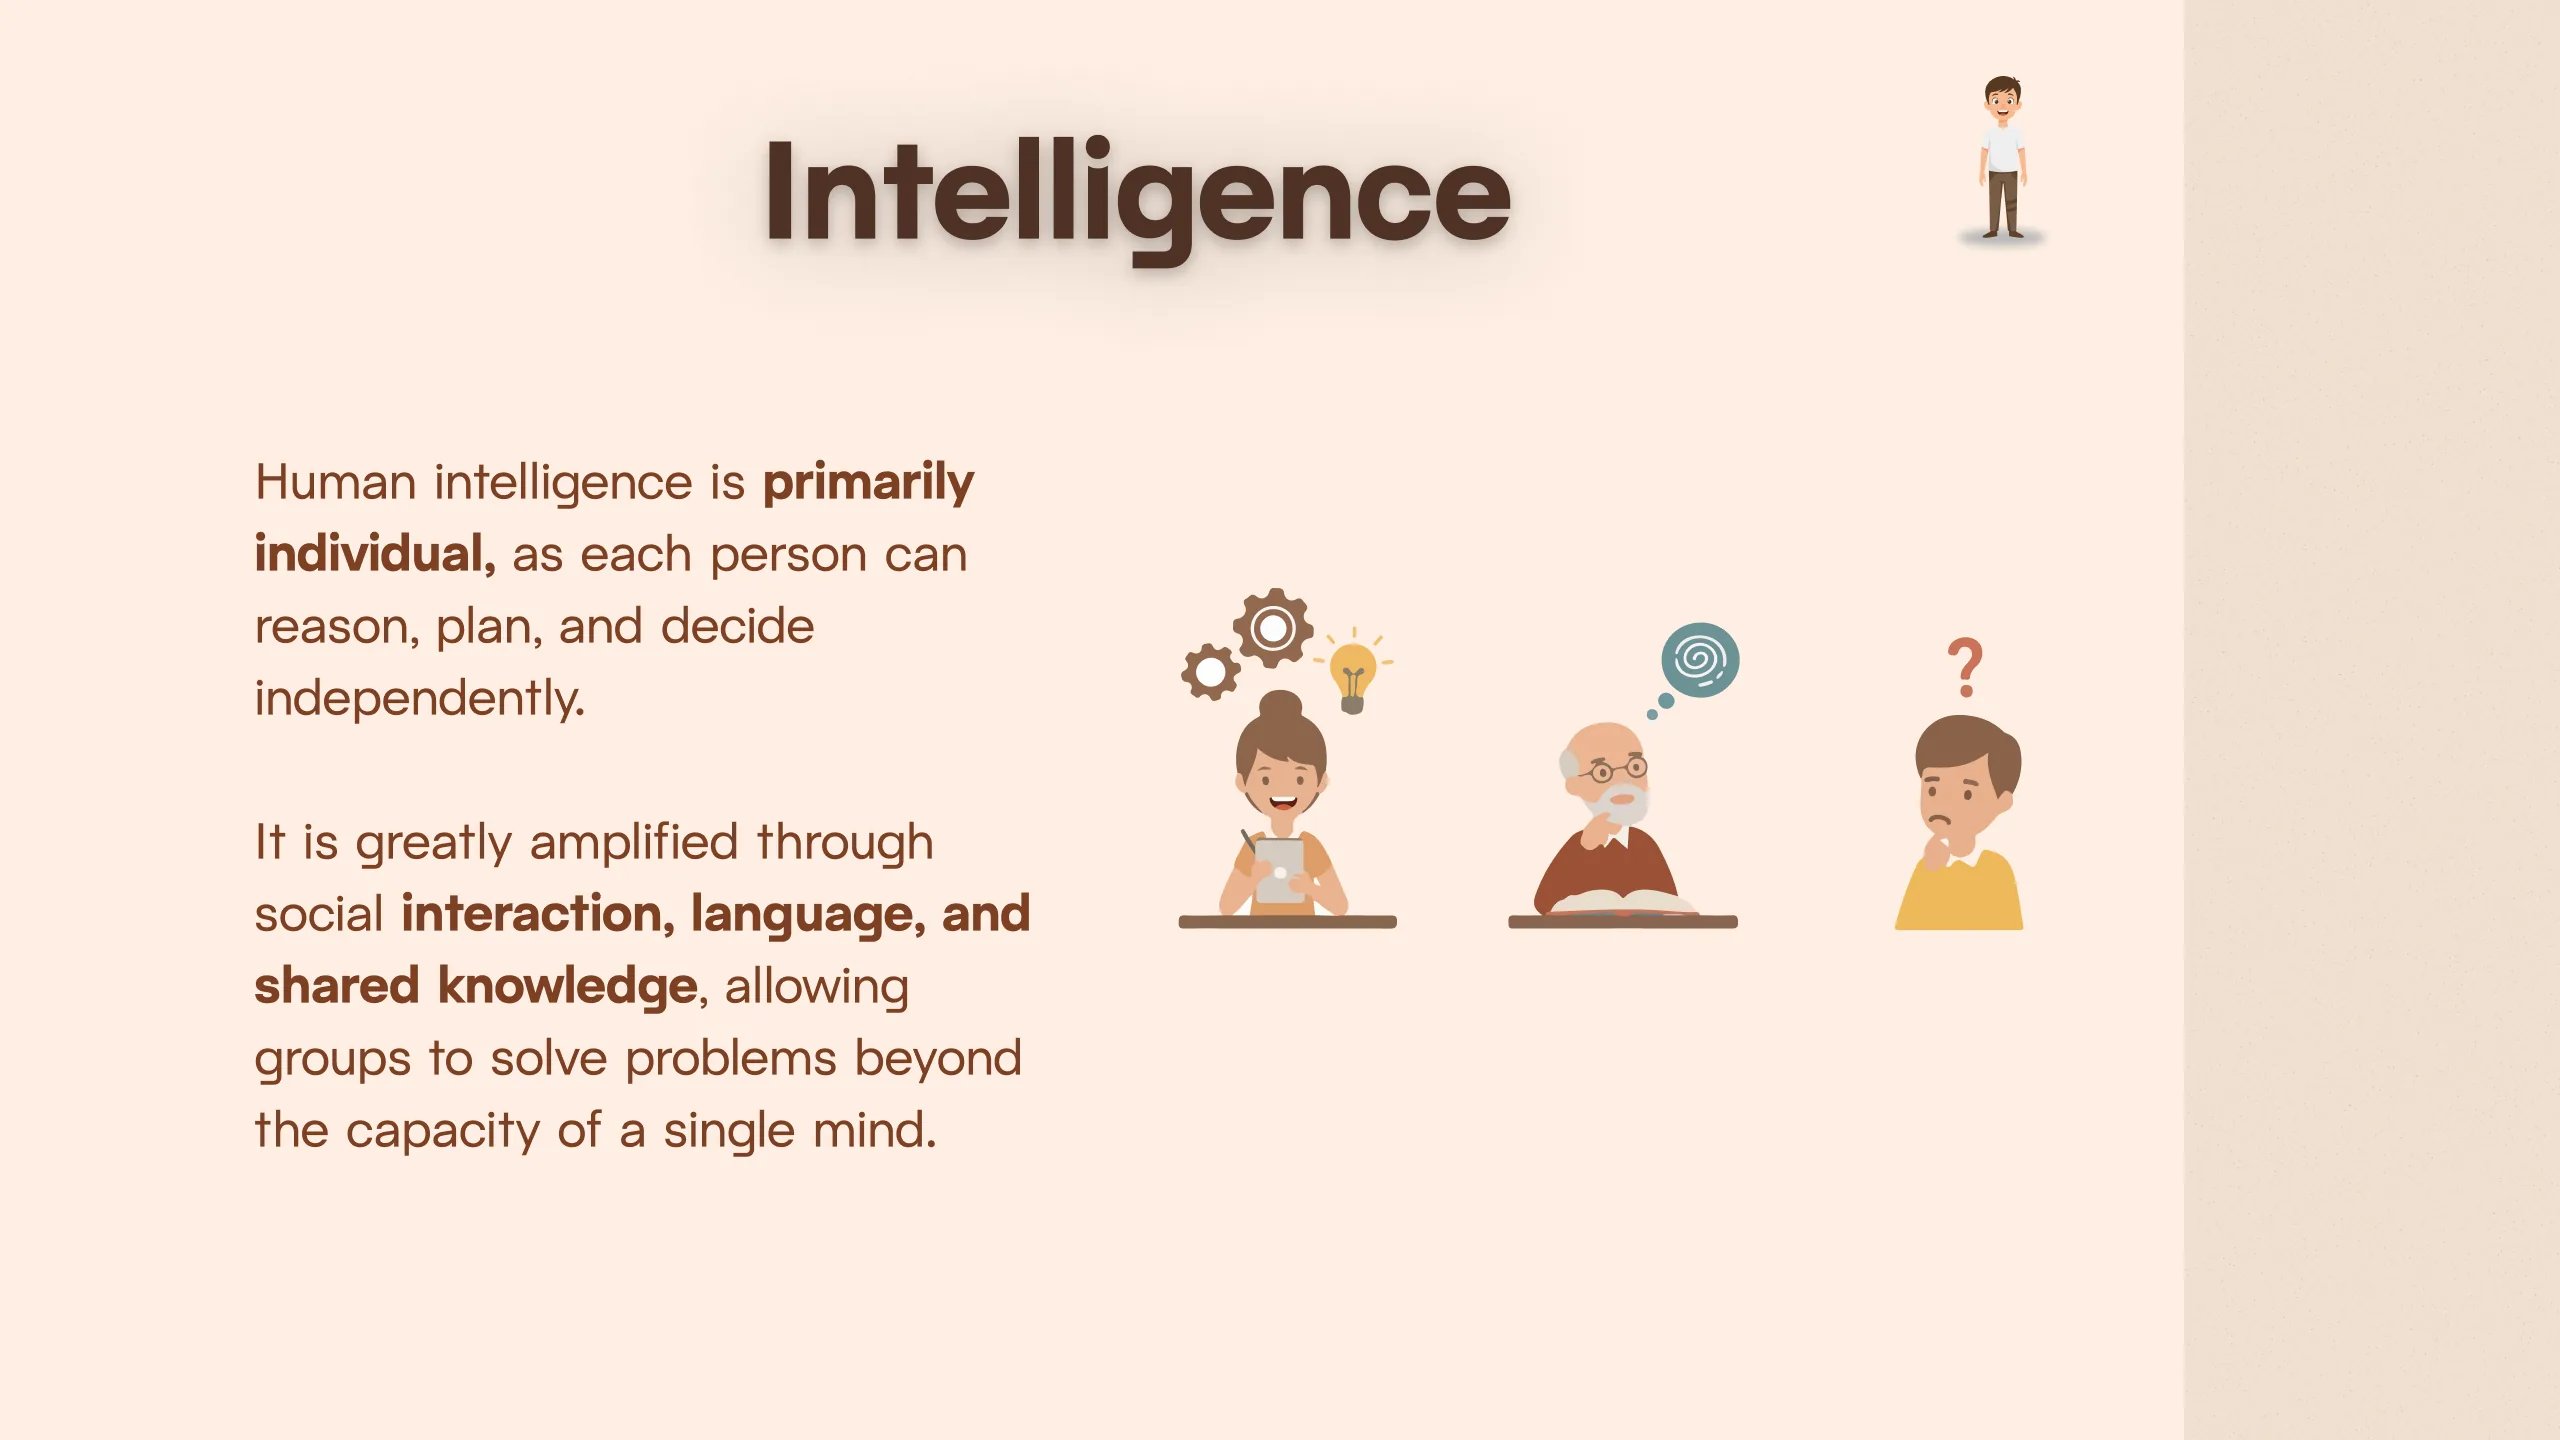 Intelligence
Human intelligence is primarily
individual, as each person can
reason, plan, and decide
independently.
It is greatly amplified through
social interaction, language, and
shared knowledge, allowing
groups to solve problems beyond
the capacity of a single mind.
?